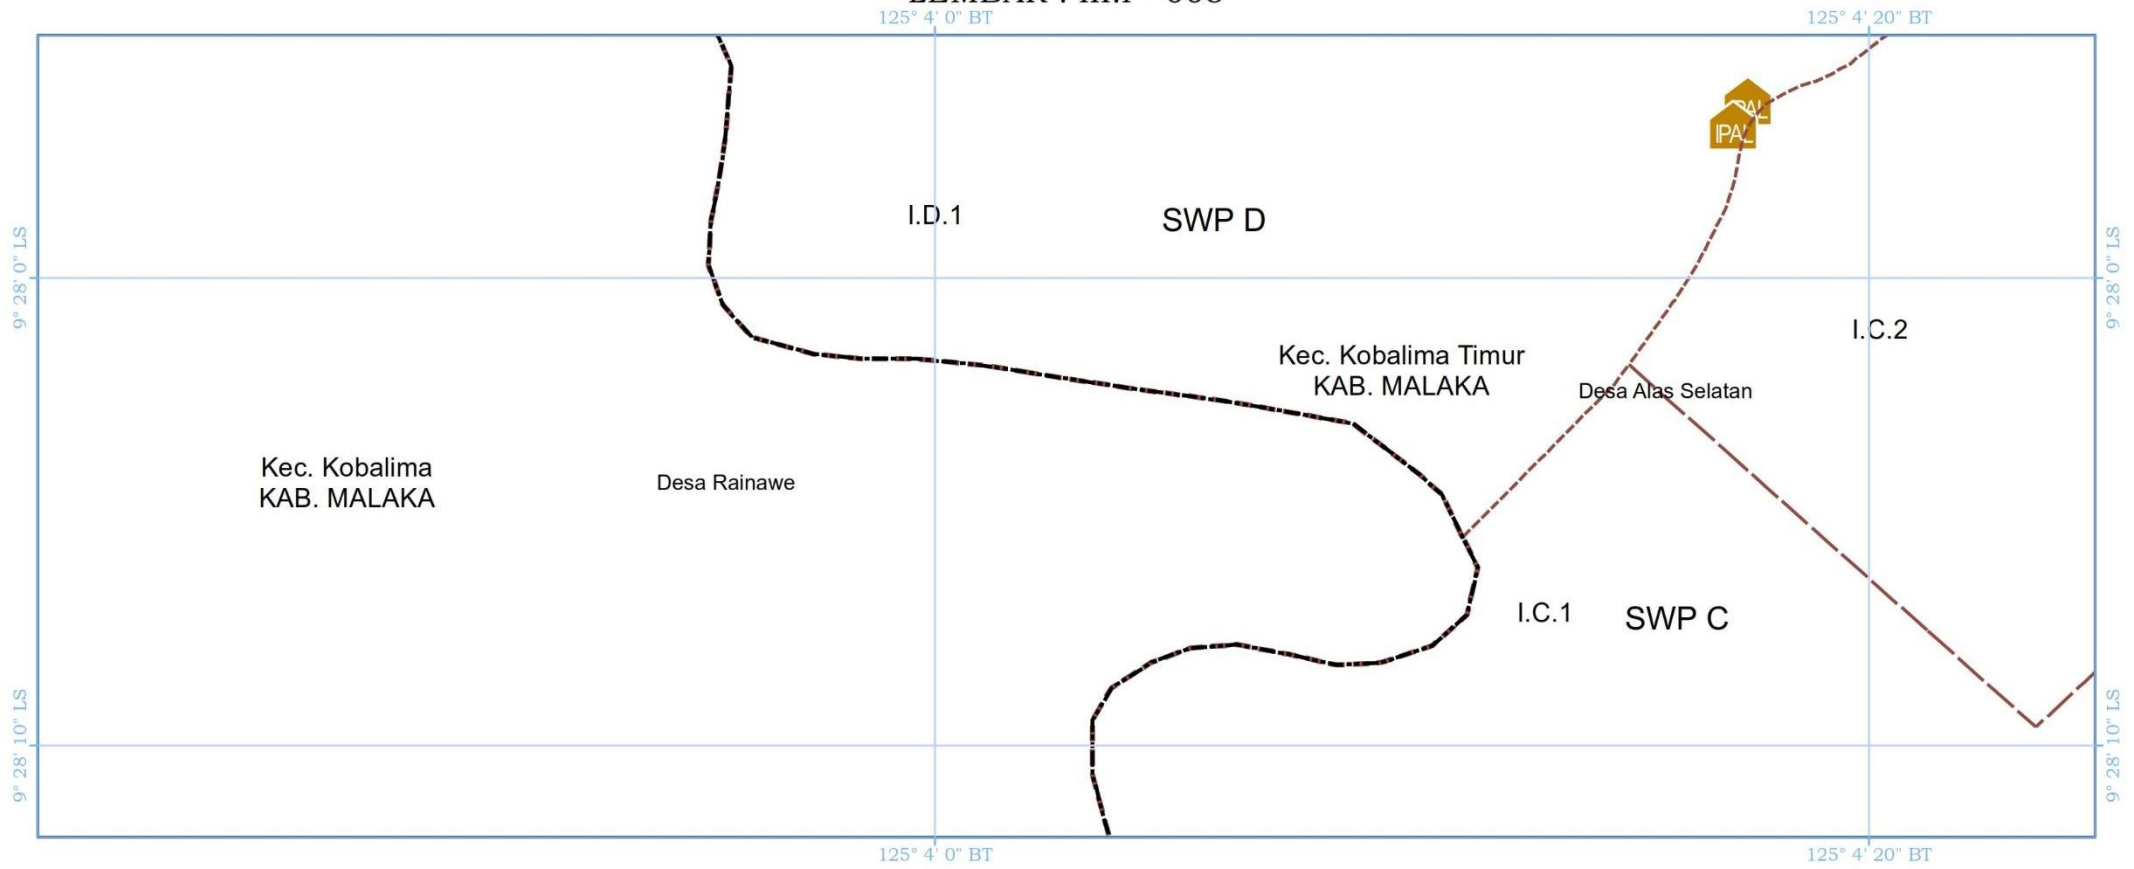 125° 4' 0" BT
125° 4' 20" BT
IPAL
IPAL
I.D.1
SWP D
9° 28' 0" LS
9° 28' 0" LS
I.C.2
Kec. Kobalima Timur
KAB. MALAKA
Desa Alas Selatan
Kec. Kobalima
KAB. MALAKA
Desa Rainawe
I.C.1
SWP C
9° 28' 10" LS
9° 28' 10" LS
125° 4' 0" BT
125° 4' 20" BT